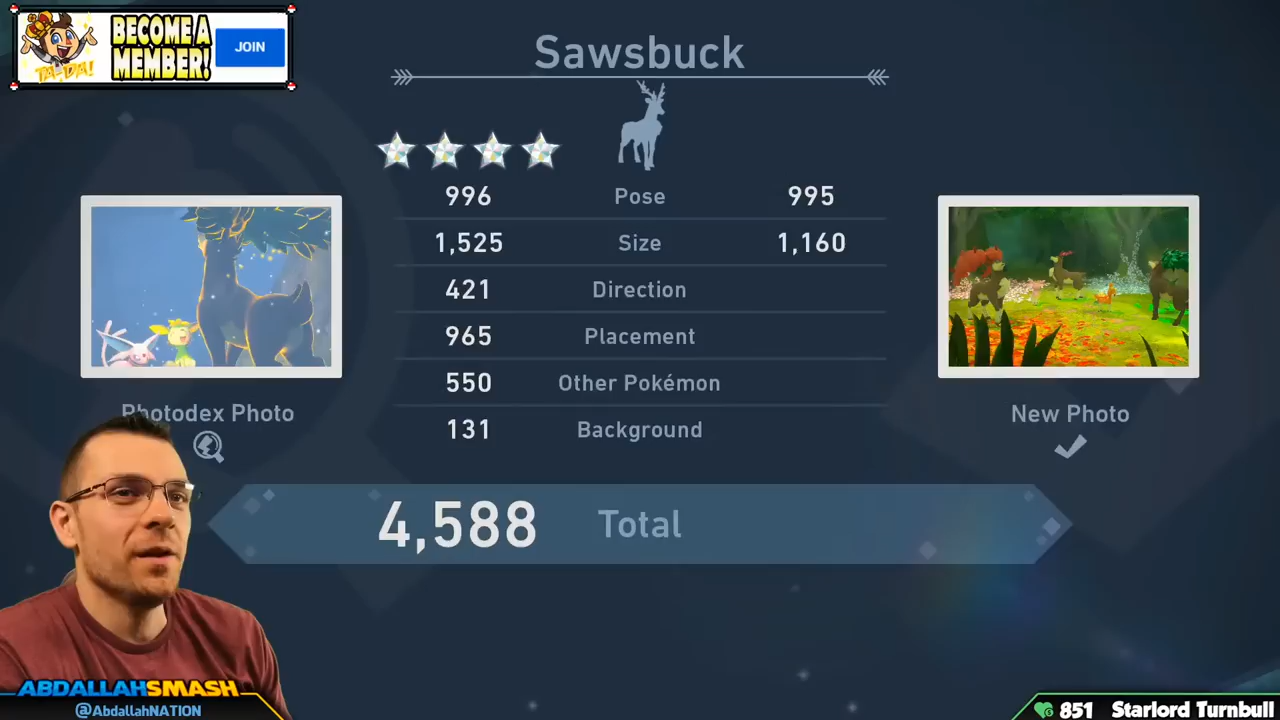 BECOME A
MEMBER!
JOIN
TA-DA!
Sawsbuck
996 Pose 995
1,525 Size 1,160
421 Direction
965 Placement
550 Other Pokémon
131 Background
Photodex Photo
New Photo
4,588 Total
ABDALLAHSMASH
@AbdallahNATION
851 Starlord Turnbull